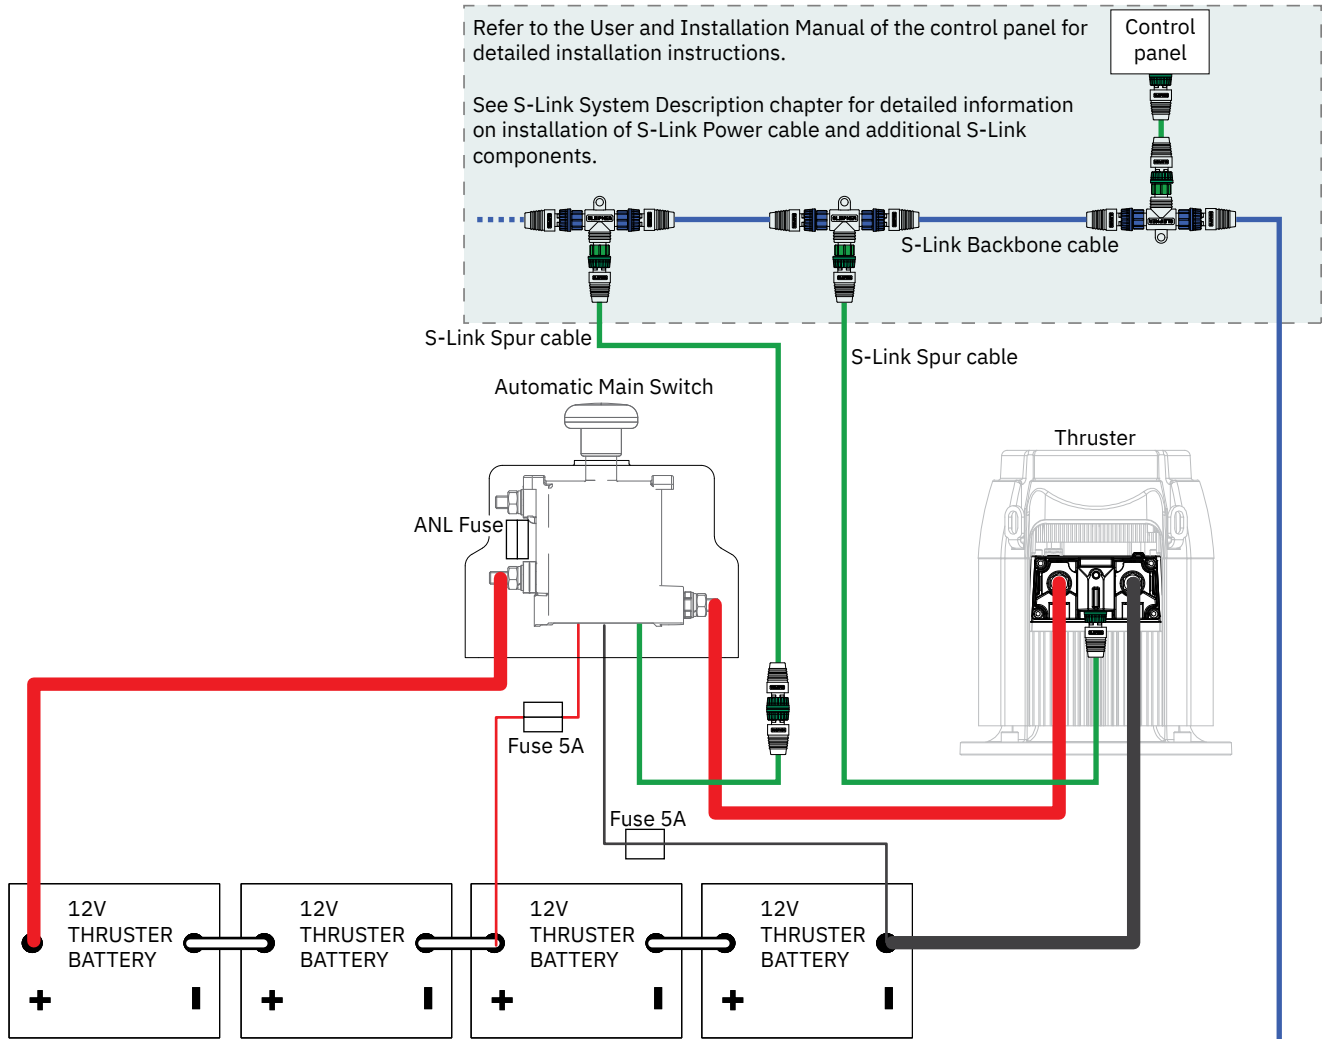 Refer to the User and Installation Manual of the control panel for
detailed installation instructions.
See S-Link System Description chapter for detailed information
on installation of S-Link Power cable and additional S-Link
components.
Control
panel
S-Link Backbone cable
S-Link Spur cable
S-Link Spur cable
Automatic Main Switch
Thruster
ANL Fuse
Fuse 5A
Fuse 5A
12V
THRUSTER
BATTERY
+ -
12V
THRUSTER
BATTERY
+ -
12V
THRUSTER
BATTERY
+ -
12V
THRUSTER
BATTERY
+ -